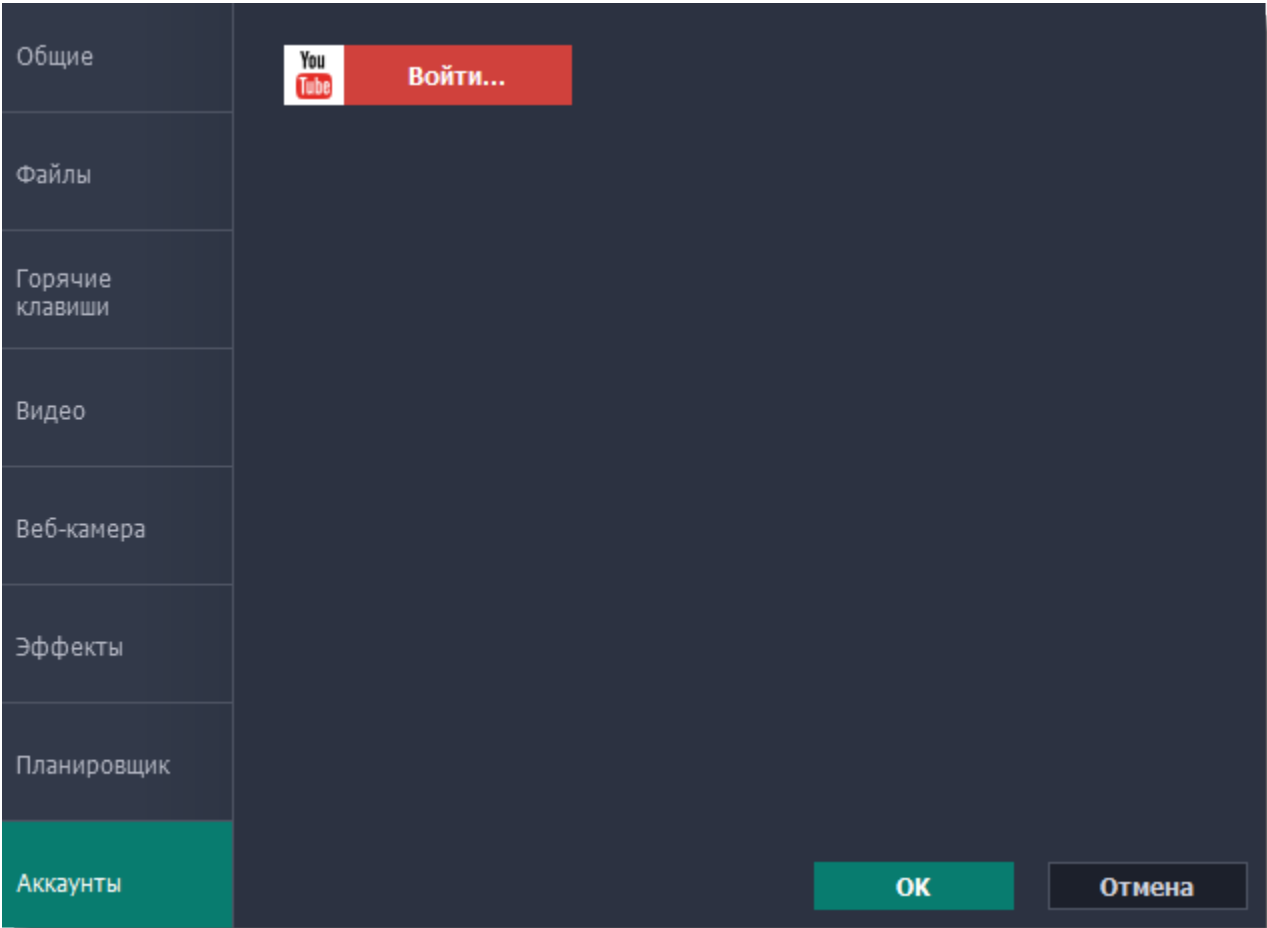 Общие
Файлы
Горячие
клавиши
Видео
Веб-камера
Эффекты
Планировщик
Аккаунты
You
Tube
Войти...
OK
Отмена